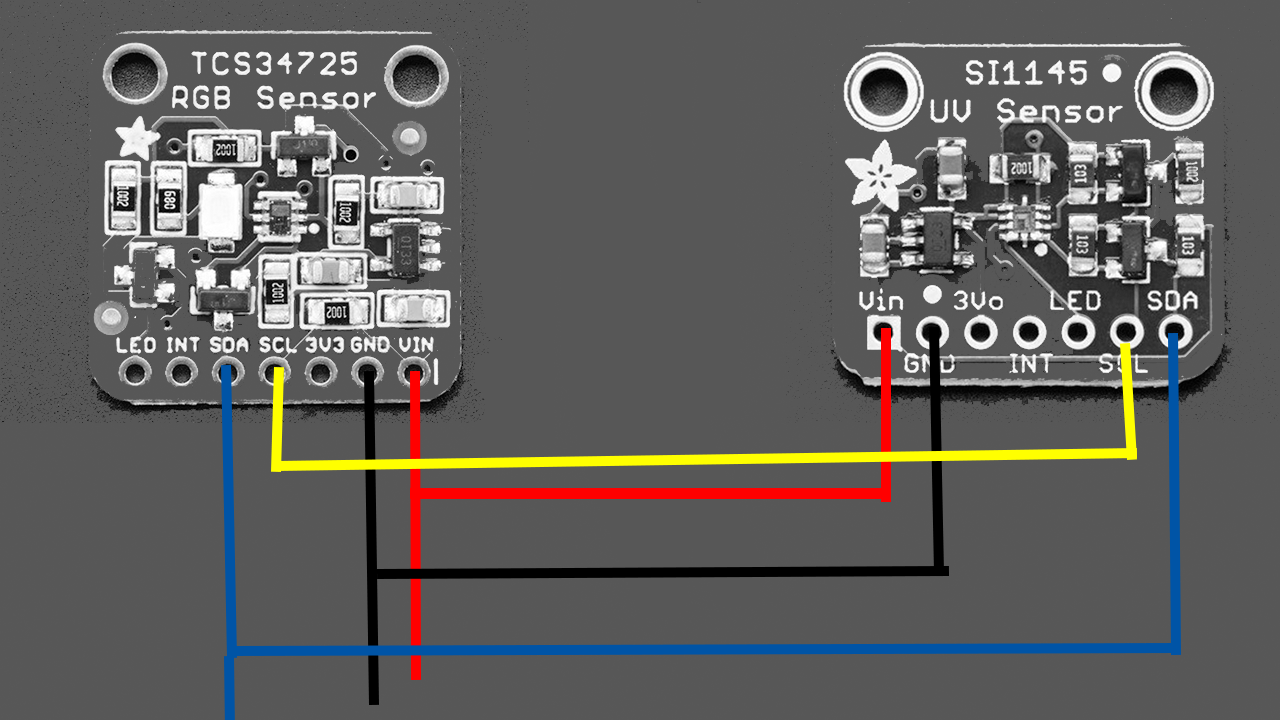 TCS34725
RGB Sensor
1002
1002
680
1002
1002
1002
LED INT SDA SCL 3V3 GND VIN
SI1145
UV Sensor
1002
103
1002
103
103
Vin 3Vo LED SDA
GND INT SCL